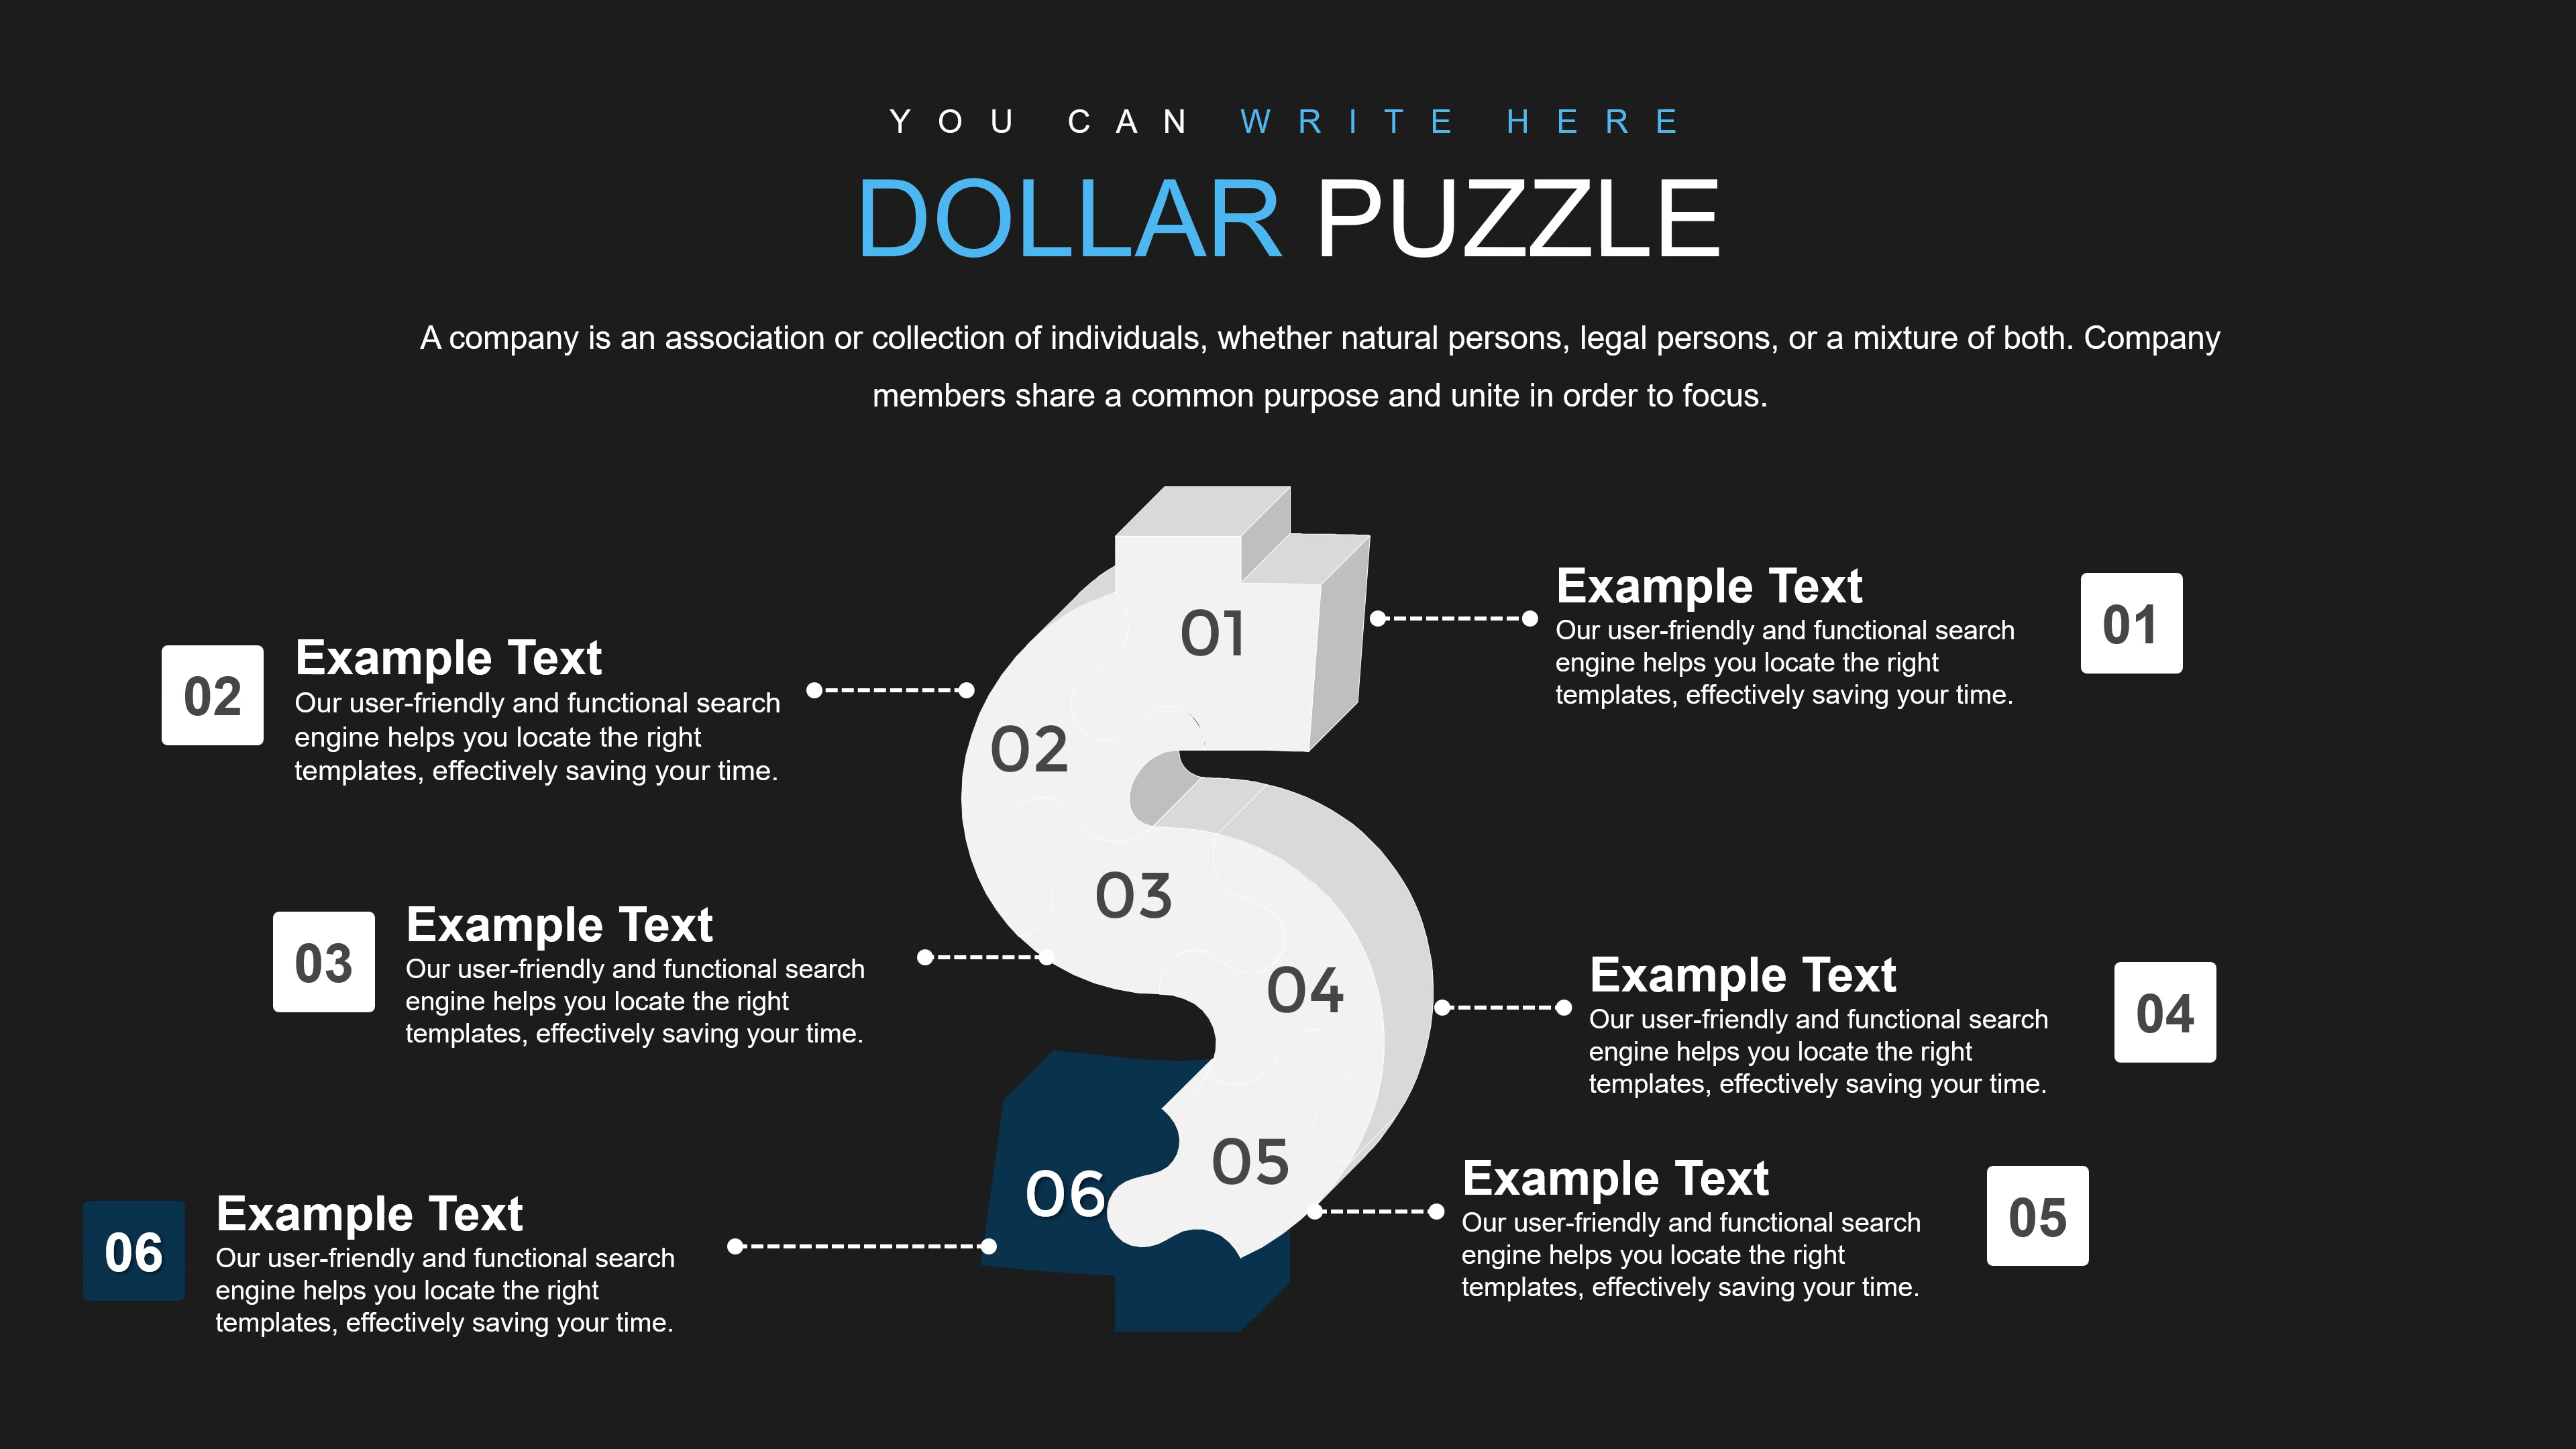 YOU CAN WRITE HERE
DOLLAR PUZZLE
A company is an association or collection of individuals, whether natural persons, legal persons, or a mixture of both. Company
members share a common purpose and unite in order to focus.
01
Example Text
Our user-friendly and functional search
engine helps you locate the right
templates, effectively saving your time.
01
02
Example Text
Our user-friendly and functional search
engine helps you locate the right
templates, effectively saving your time.
02
03
Example Text
Our user-friendly and functional search
engine helps you locate the right
templates, effectively saving your time.
03
04
Example Text
Our user-friendly and functional search
engine helps you locate the right
templates, effectively saving your time.
04
05
Example Text
Our user-friendly and functional search
engine helps you locate the right
templates, effectively saving your time.
05
06
Example Text
Our user-friendly and functional search
engine helps you locate the right
templates, effectively saving your time.
06